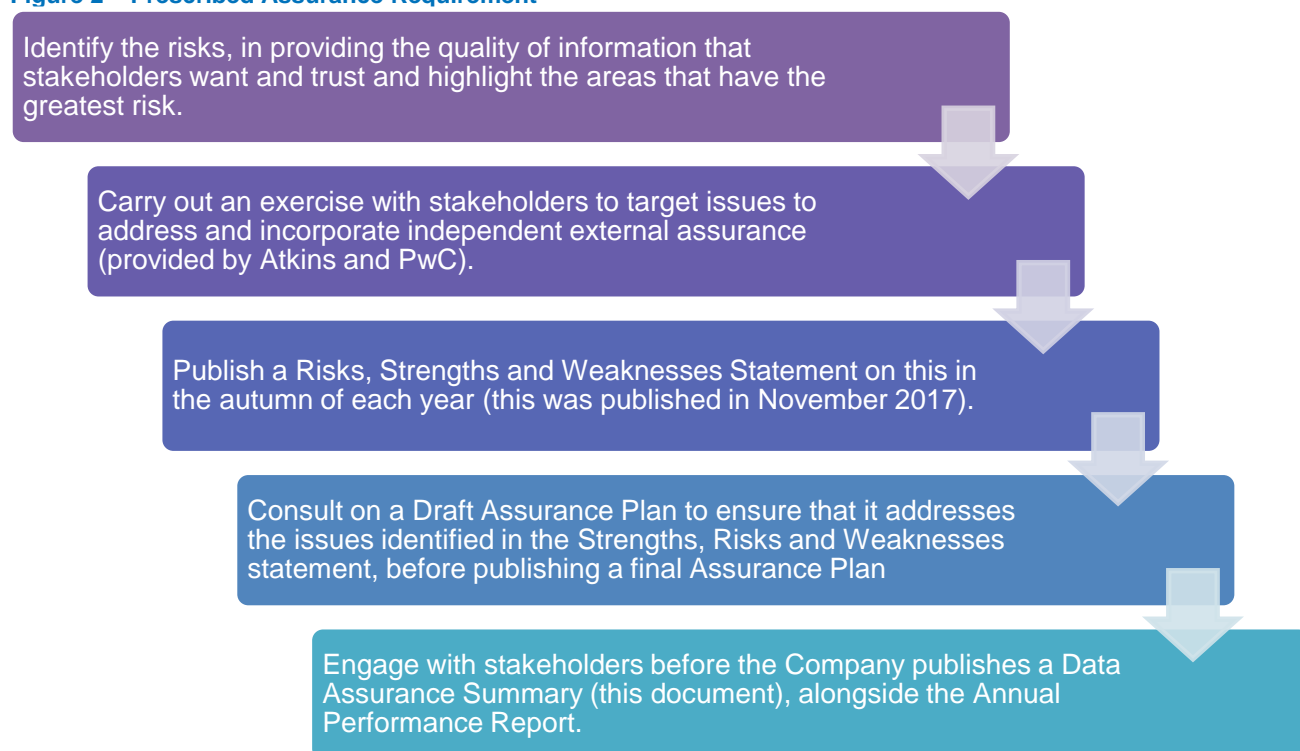 Figure 2 – Prescribed Assurance Requirement
Identify the risks, in providing the quality of information that
stakeholders want and trust and highlight the areas that have the
greatest risk.
Carry out an exercise with stakeholders to target issues to
address and incorporate independent external assurance
(provided by Atkins and PwC).
Publish a Risks, Strengths and Weaknesses Statement on this in
the autumn of each year (this was published in November 2017).
Consult on a Draft Assurance Plan to ensure that it addresses
the issues identified in the Strengths, Risks and Weaknesses
statement, before publishing a final Assurance Plan
Engage with stakeholders before the Company publishes a Data
Assurance Summary (this document), alongside the Annual
Performance Report.